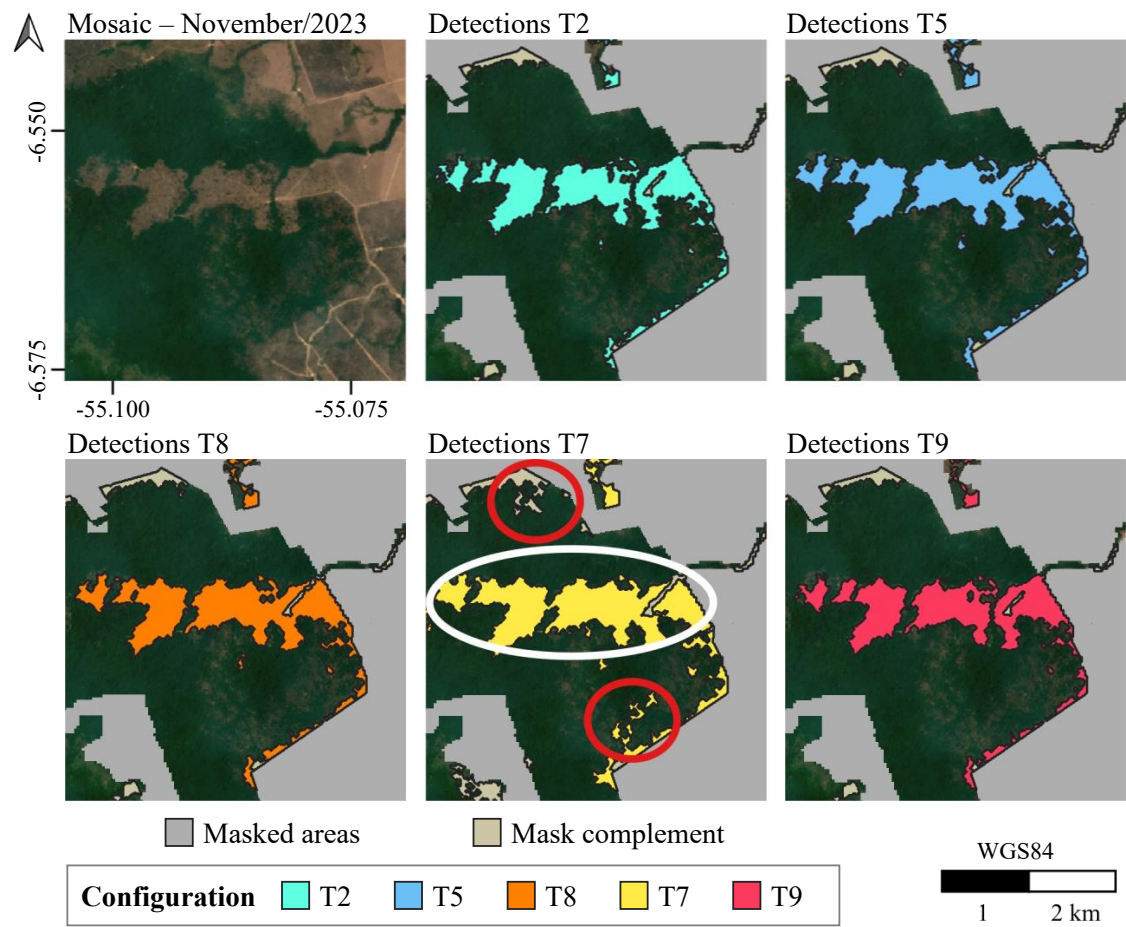 Mosaic – November/2023
Detections T2
Detections T5
-6.550
-6.575
-55.100
-55.075
Detections T8
Detections T7
Detections T9
Masked areas
Mask complement
WGS84
Configuration T2 T5 T8 T7 T9
1 2 km